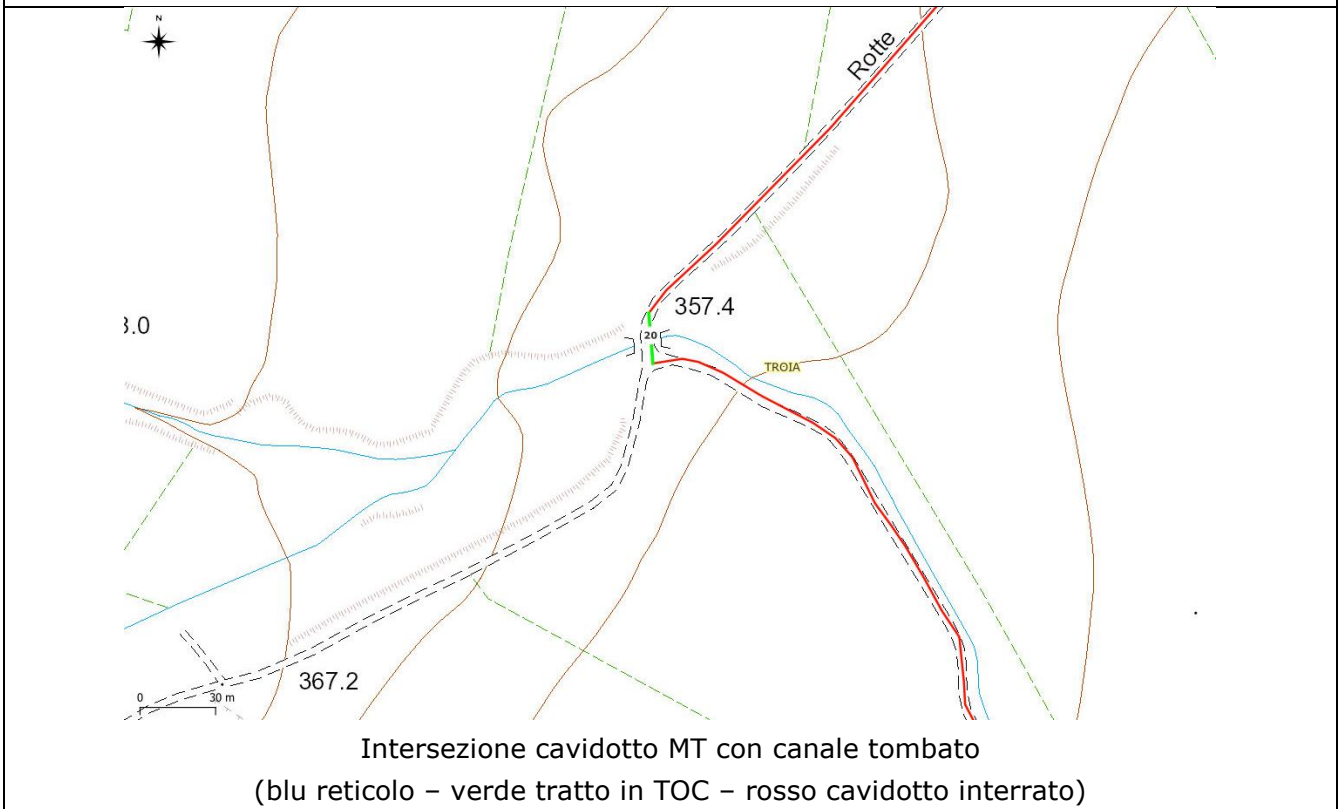 N
Rotte
357.4
3.0
20
TROIA
367.2
0 30 m
Intersezione cavidotto MT con canale tombato
(blu reticolo – verde tratto in TOC – rosso cavidotto interrato)